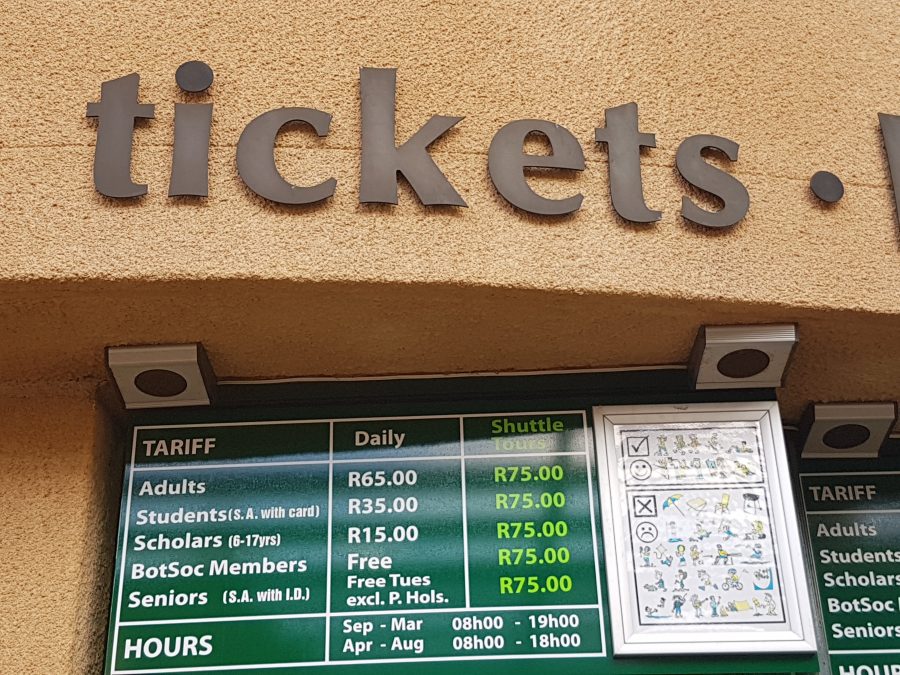 tickets •
TARIFF Daily Shuttle Tours
Adults R65.00 R75.00
Students (S.A. with card) R35.00 R75.00
Scholars (6-17yrs) R15.00 R75.00
BotSoc Members Free R75.00
Seniors (S.A. with I.D.) Free Tues excl. P. Hols. R75.00
HOURS Sep - Mar 08h00 - 19h00
Apr - Aug 08h00 - 18h00
TARIFF
Adults
Students
Scholars
BotSoc
Seniors
HOU